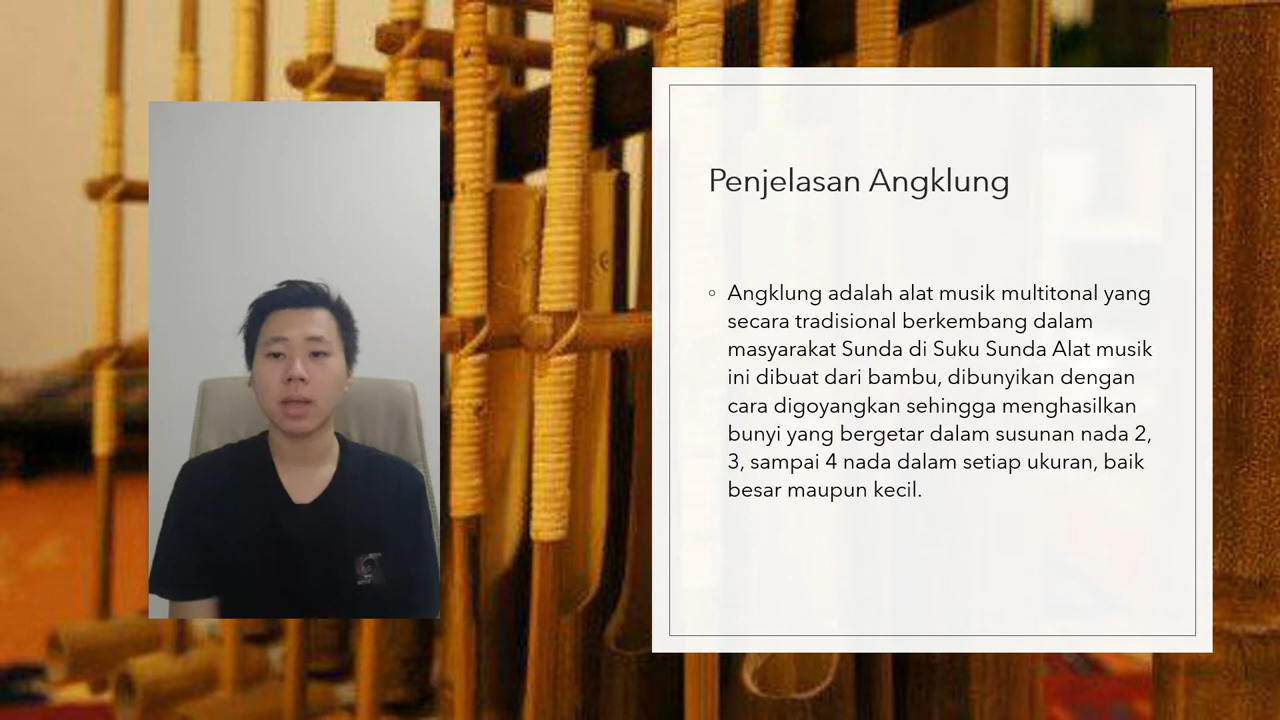 Penjelasan Angklung
Angklung adalah alat musik multitonal yang
secara tradisional berkembang dalam
masyarakat Sunda di Suku Sunda Alat musik
ini dibuat dari bambu, dibunyikan dengan
cara digoyangkan sehingga menghasilkan
bunyi yang bergetar dalam susunan nada 2,
3, sampai 4 nada dalam setiap ukuran, baik
besar maupun kecil.